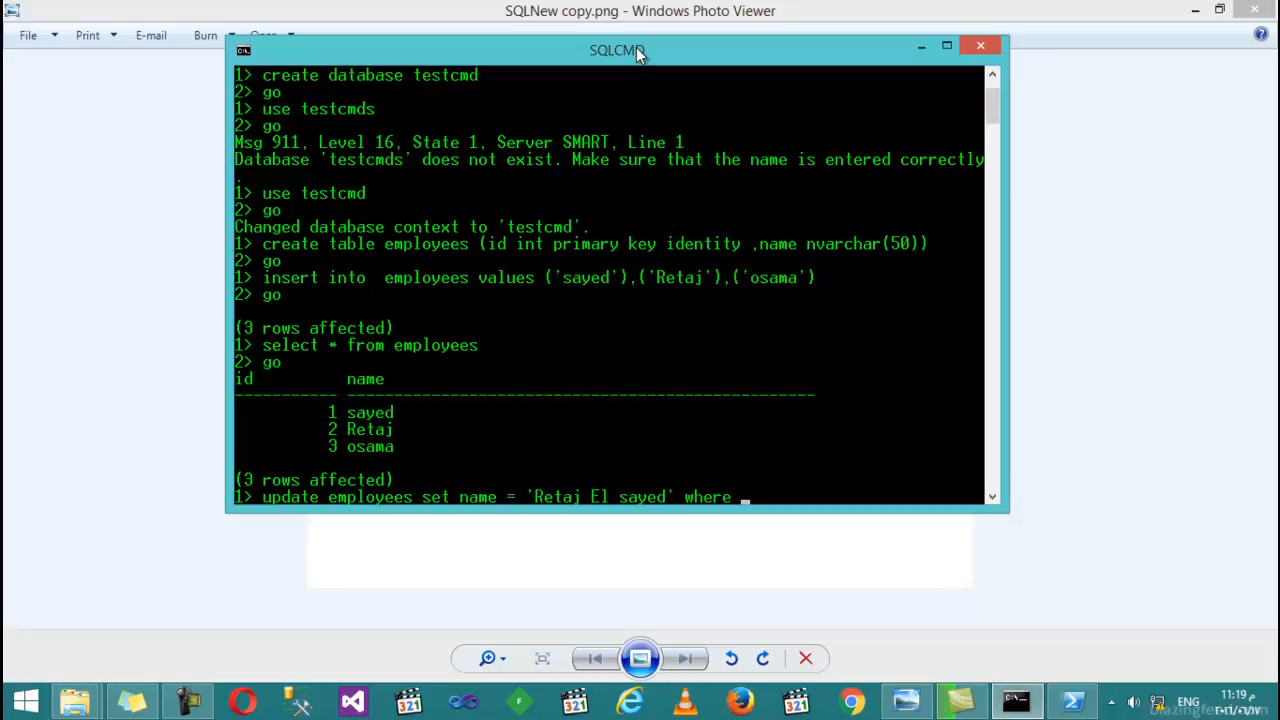 SQLNew copy.png - Windows Photo Viewer
File Print E-mail Burn Open
SQLCMD
1> create database testcmd
2> go
1> use testcmds
2> go
Msg 911, Level 16, State 1, Server SMART, Line 1
Database 'testcmds' does not exist. Make sure that the name is entered correctly
.
1> use testcmd
2> go
Changed database context to 'testcmd'.
1> create table employees (id int primary key identity ,name nvarchar(50))
2> go
1> insert into  employees values ('sayed'),('Retaj'),('osama')
2> go
(3 rows affected)
1> select * from employees
2> go
id name
----------- --------------------------------------------------
1 sayed
2 Retaj
3 osama
(3 rows affected)
1> update employees set name = 'Retaj El sayed' where _
321 321 321 ENG م 11:19